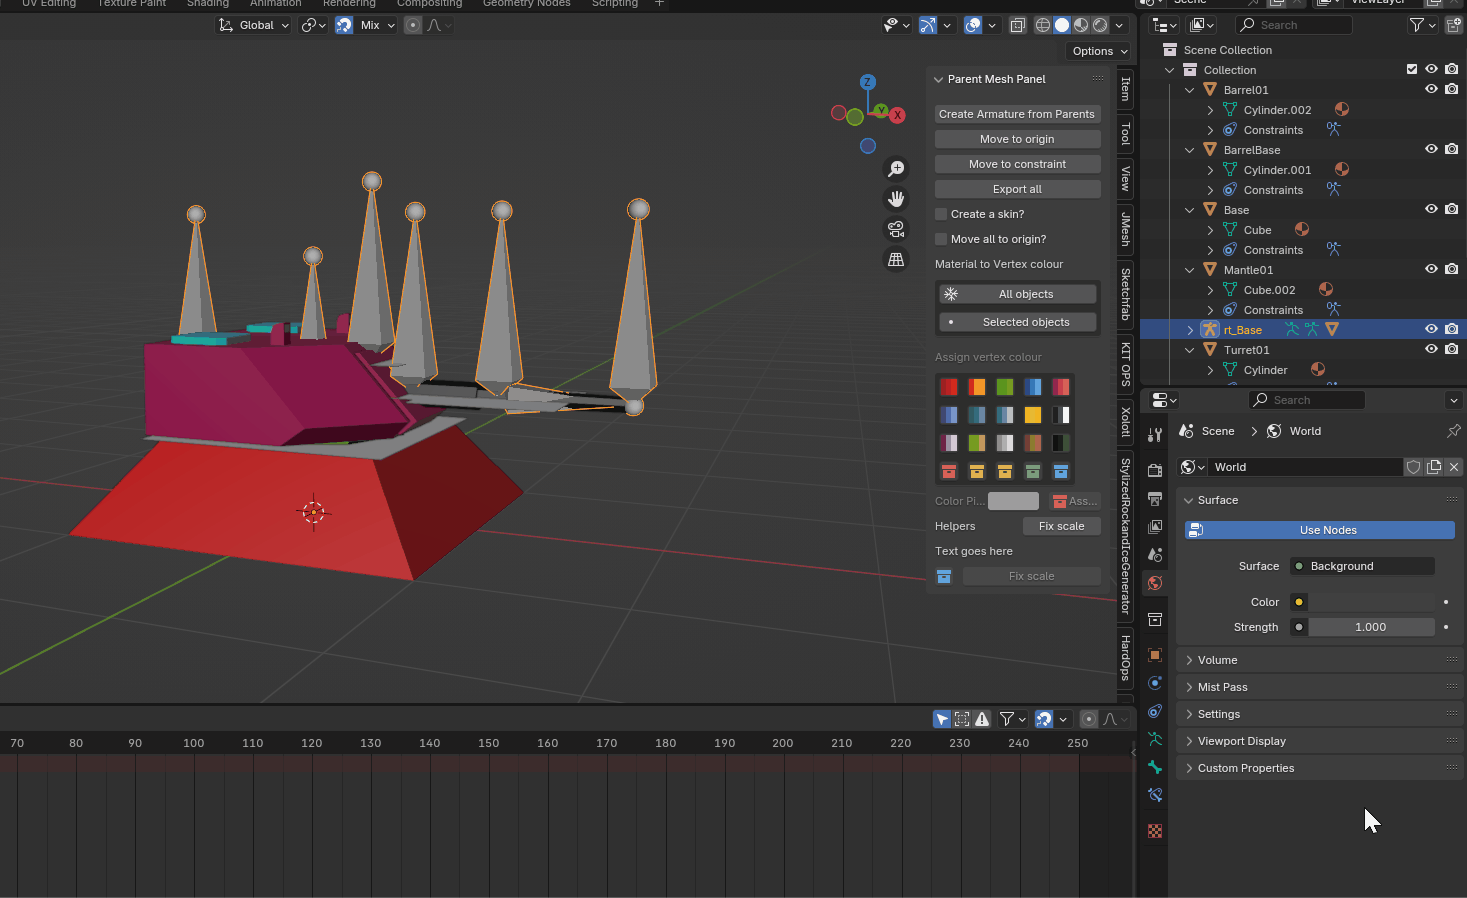 UV Editing Texture Paint Shading Animation Rendering Compositing Geometry Nodes Scripting +
Scene ViewLayer
Global Mix
Search
Options
Scene Collection
Collection
Barrel01
Cylinder.002
Constraints
BarrelBase
Cylinder.001
Constraints
Base
Cube
Constraints
Mantle01
Cube.002
Constraints
rt_Base
Turret01
Cylinder
Z
Y
X
Parent Mesh Panel
Create Armature from Parents
Move to origin
Move to constraint
Export all
Create a skin?
Move all to origin?
Material to Vertex colour
All objects
Selected objects
Assign vertex colour
Color Pi... Ass...
Helpers Fix scale
Text goes here
Fix scale
Item
Tool
View
JMesh
Sketchfab
KIT OPS
Xolotl
StylizedRockandIceGenerator
HardOps
Search
Scene > World
World
Surface
Use Nodes
Surface Background
Color
Strength 1.000
Volume
Mist Pass
Settings
Viewport Display
Custom Properties
70 80 90 100 110 120 130 140 150 160 170 180 190 200 210 220 230 240 250